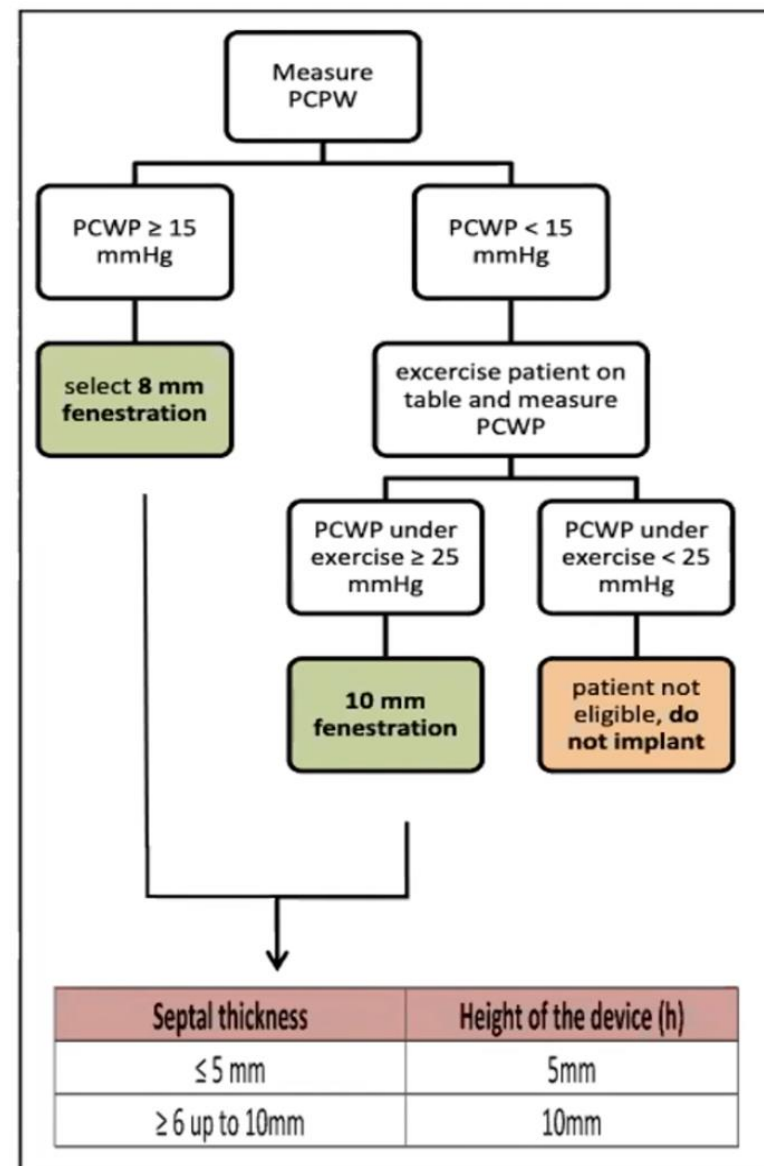 Measure
PCPW
PCWP ≥ 15
mmHg
PCWP < 15
mmHg
select 8 mm
fenestration
excercise patient on
table and measure
PCWP
PCWP under
exercise ≥ 25
mmHg
PCWP under
exercise < 25
mmHg
10 mm
fenestration
patient not
eligible, do
not implant
Septal thickness Height of the device (h)
≤ 5 mm 5mm
≥ 6 up to 10mm 10mm